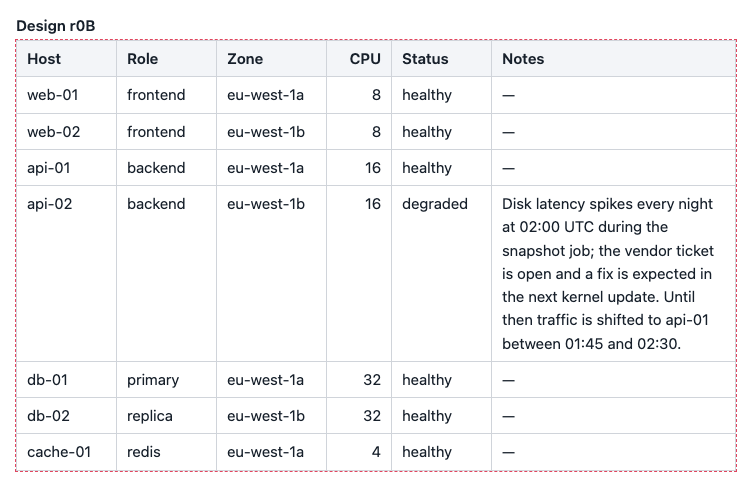 Design r0B
Host Role Zone CPU Status Notes
web-01 frontend eu-west-1a 8 healthy —
web-02 frontend eu-west-1b 8 healthy —
api-01 backend eu-west-1a 16 healthy —
api-02 backend eu-west-1b 16 degraded Disk latency spikes every night
at 02:00 UTC during the
snapshot job; the vendor ticket
is open and a fix is expected in
the next kernel update. Until
then traffic is shifted to api-01
between 01:45 and 02:30.
db-01 primary eu-west-1a 32 healthy —
db-02 replica eu-west-1b 32 healthy —
cache-01 redis eu-west-1a 4 healthy —